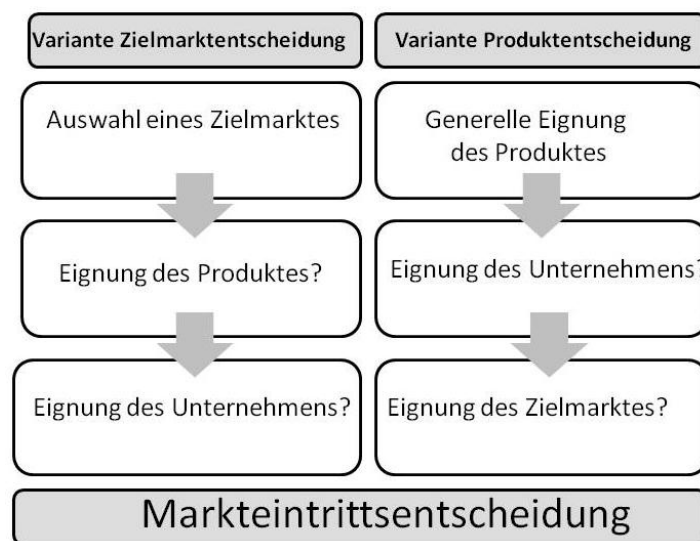 Variante Zielmarktentscheidung
Auswahl eines Zielmarktes
Eignung des Produktes?
Eignung des Unternehmens?
Variante Produktentscheidung
Generelle Eignung
des Produktes
Eignung des Unternehmens?
Eignung des Zielmarktes?
Markteintrittsentscheidung